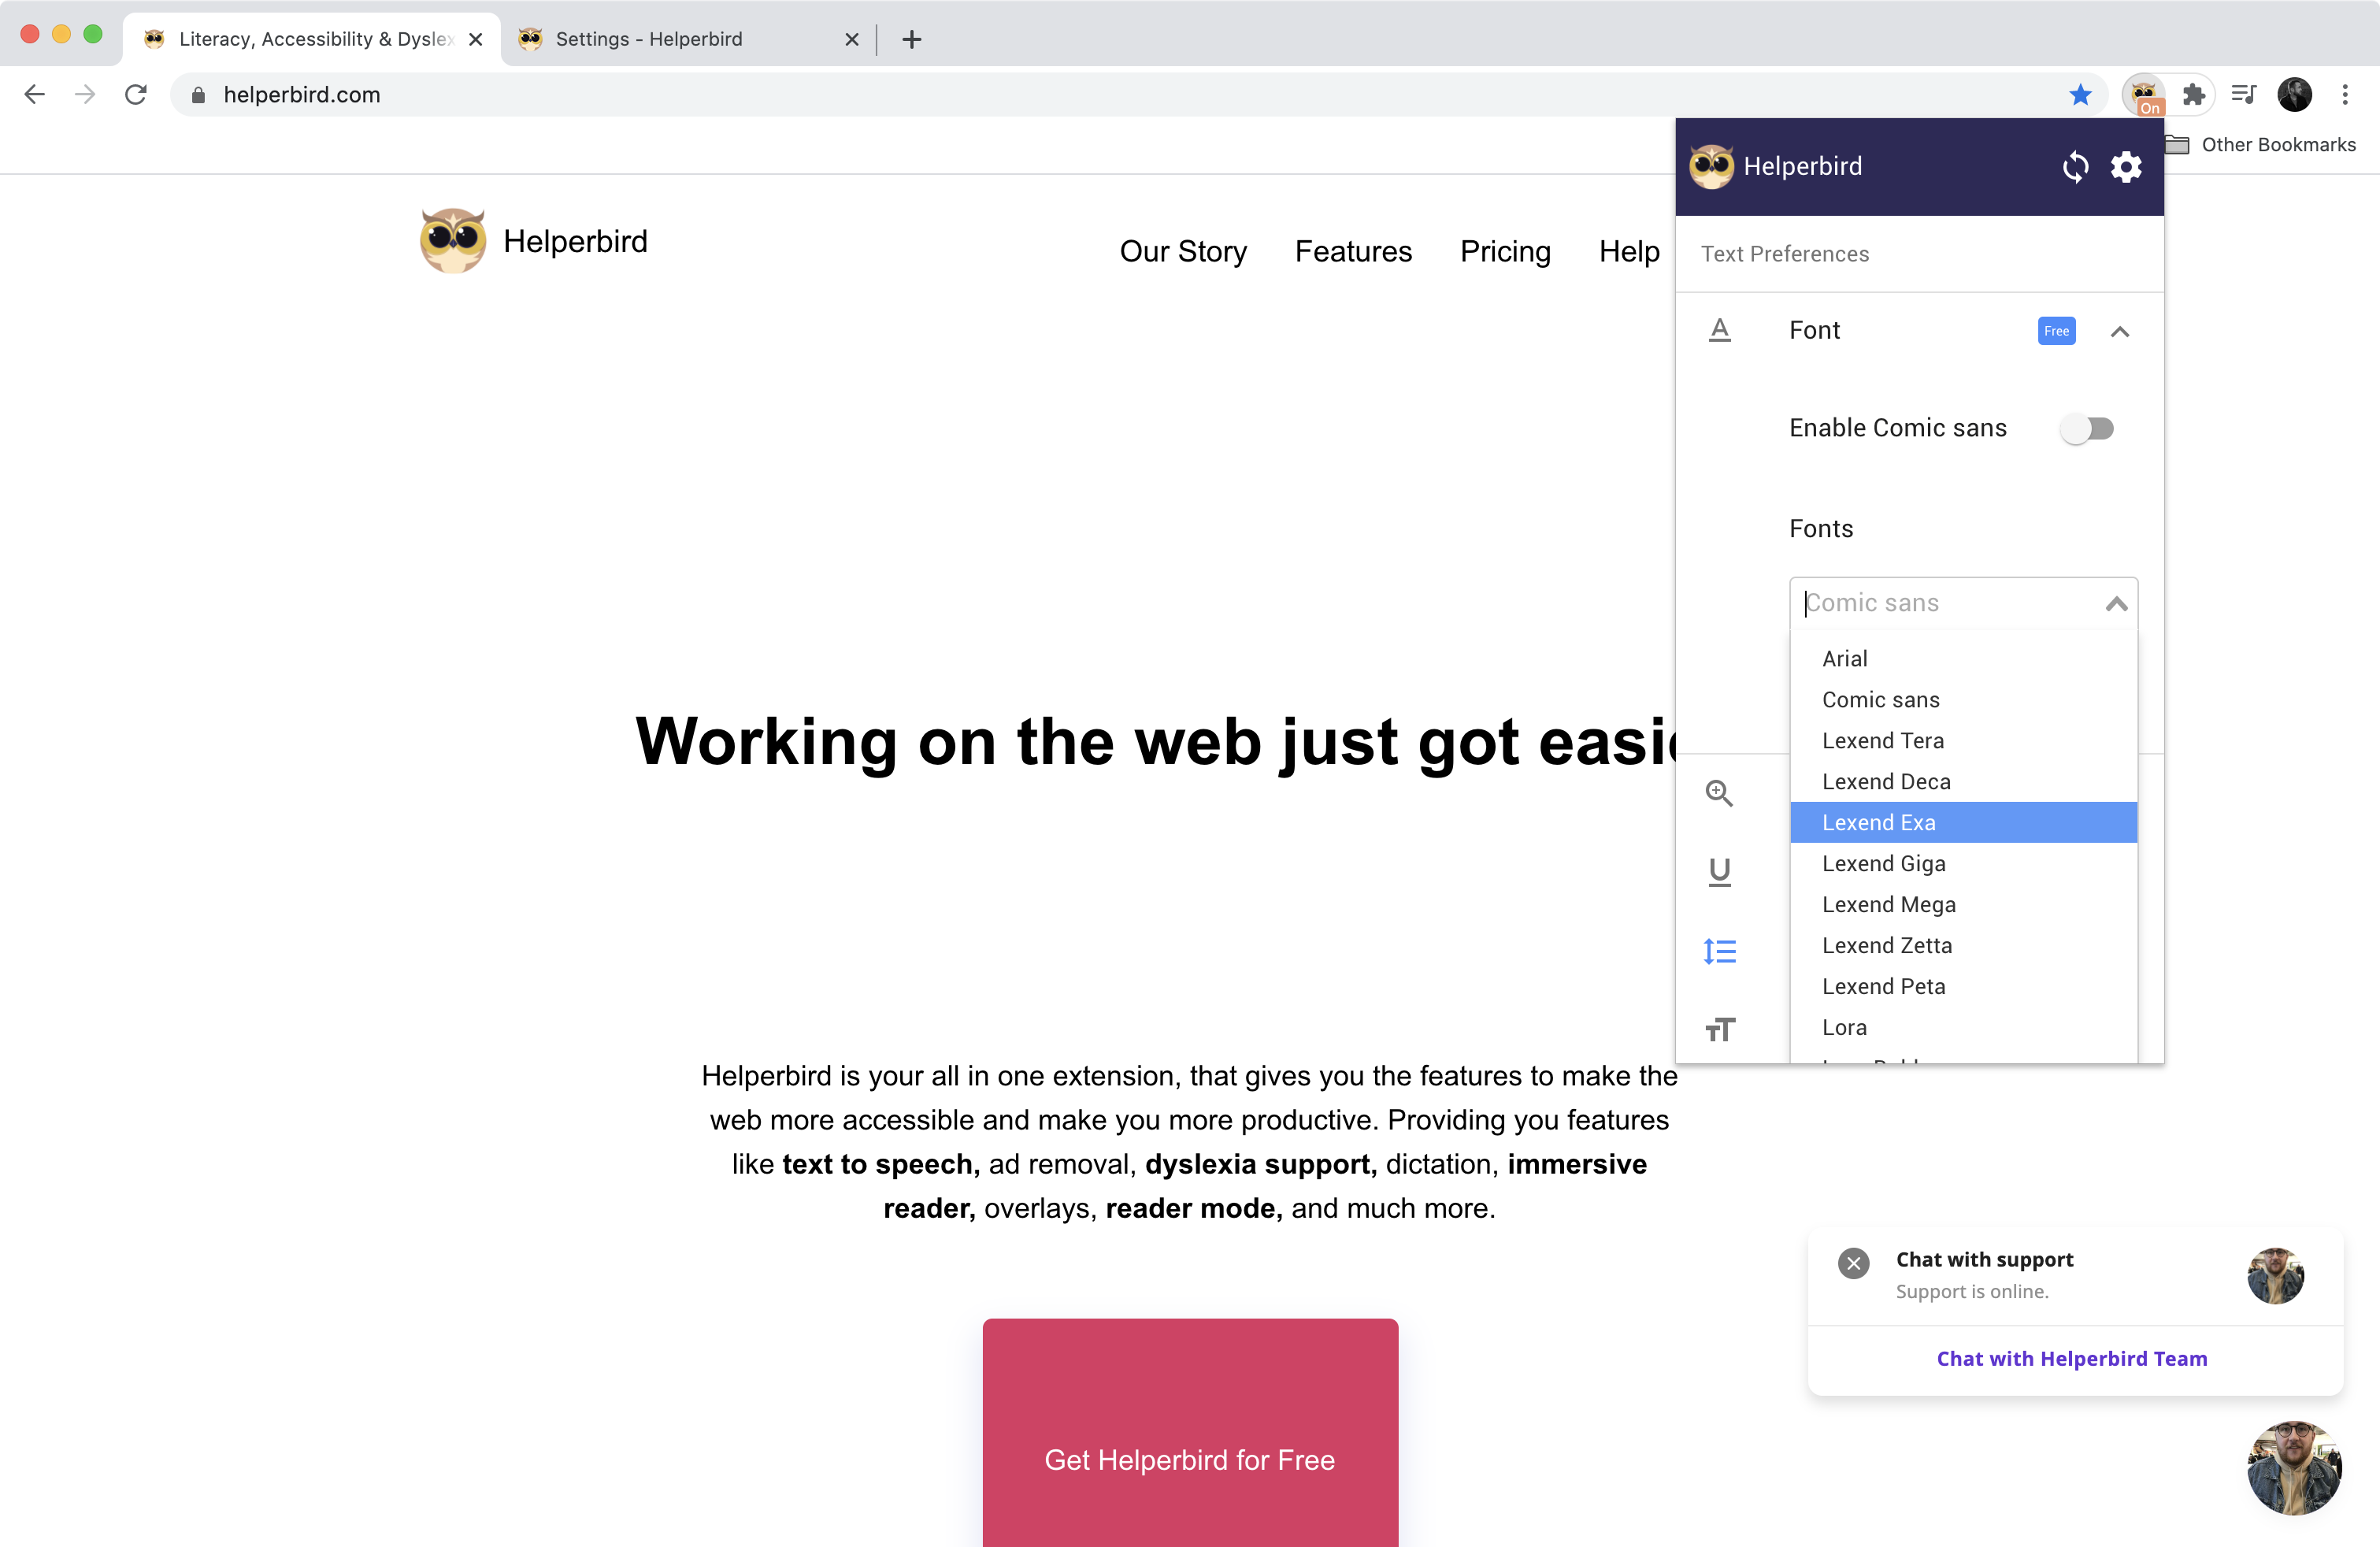 Literacy, Accessibility & Dyslex
Settings - Helperbird
helperbird.com
On
Other Bookmarks
Helperbird
Our Story
Features
Pricing
Help
Helperbird
Text Preferences
Font
Free
Enable Comic sans
Fonts
Comic sans
Arial
Comic sans
Lexend Tera
Lexend Deca
Lexend Exa
Lexend Giga
Lexend Mega
Lexend Zetta
Lexend Peta
Lora
Working on the web just got easie
Helperbird is your all in one extension, that gives you the features to make the
web more accessible and make you more productive. Providing you features
like text to speech, ad removal, dyslexia support, dictation, immersive
reader, overlays, reader mode, and much more.
Get Helperbird for Free
Chat with support
Support is online.
Chat with Helperbird Team